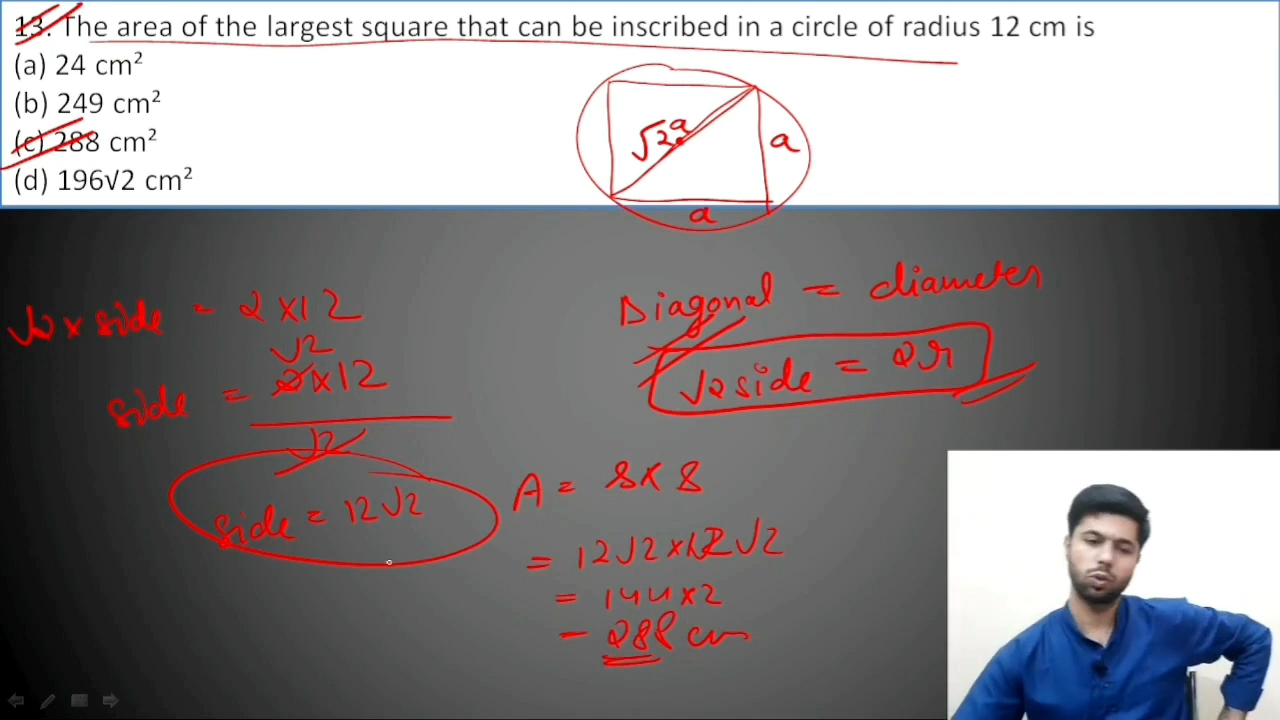 13. The area of the largest square that can be inscribed in a circle of radius 12 cm is
(a) 24 cm²
(b) 249 cm²
(c) 288 cm²
(d) 196√2 cm²
√2a
a
a
√2 × side = 2 × 12
side = 2 × 12
√2
√2
side = 12√2
Diagonal = diameter
√2 side = 2r
A = s × s
= 12√2 × 12√2
= 144 × 2
= 288 cm